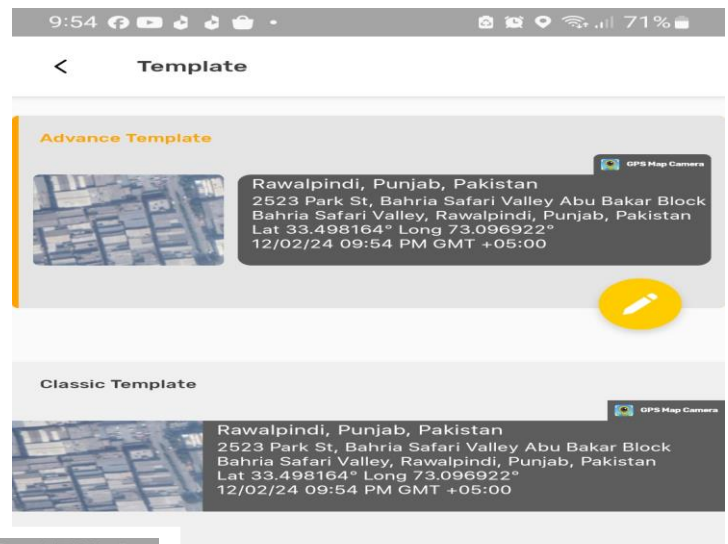 9:54 71%
< Template
Advance Template
GPS Map Camera
Rawalpindi, Punjab, Pakistan
2523 Park St, Bahria Safari Valley Abu Bakar Block
Bahria Safari Valley, Rawalpindi, Punjab, Pakistan
Lat 33.498164° Long 73.096922°
12/02/24 09:54 PM GMT +05:00
Classic Template
GPS Map Camera
Rawalpindi, Punjab, Pakistan
2523 Park St, Bahria Safari Valley Abu Bakar Block
Bahria Safari Valley, Rawalpindi, Punjab, Pakistan
Lat 33.498164° Long 73.096922°
12/02/24 09:54 PM GMT +05:00